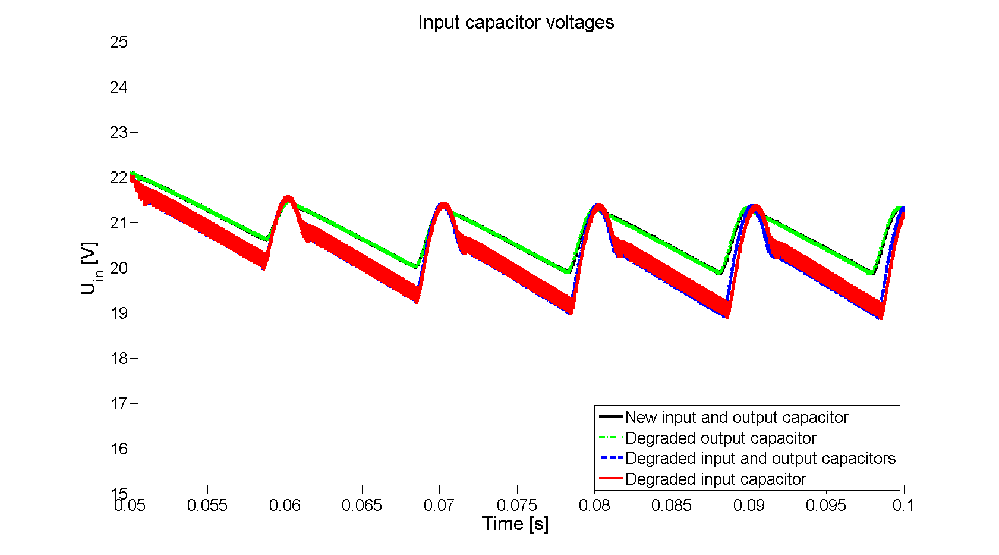 Input capacitor voltages
25
24
23
22
21
20
19
18
17
16
15
U_in [V]
0.05 0.055 0.06 0.065 0.07 0.075 0.08 0.085 0.09 0.095 0.1
Time [s]
New input and output capacitor
Degraded output capacitor
Degraded input and output capacitors
Degraded input capacitor